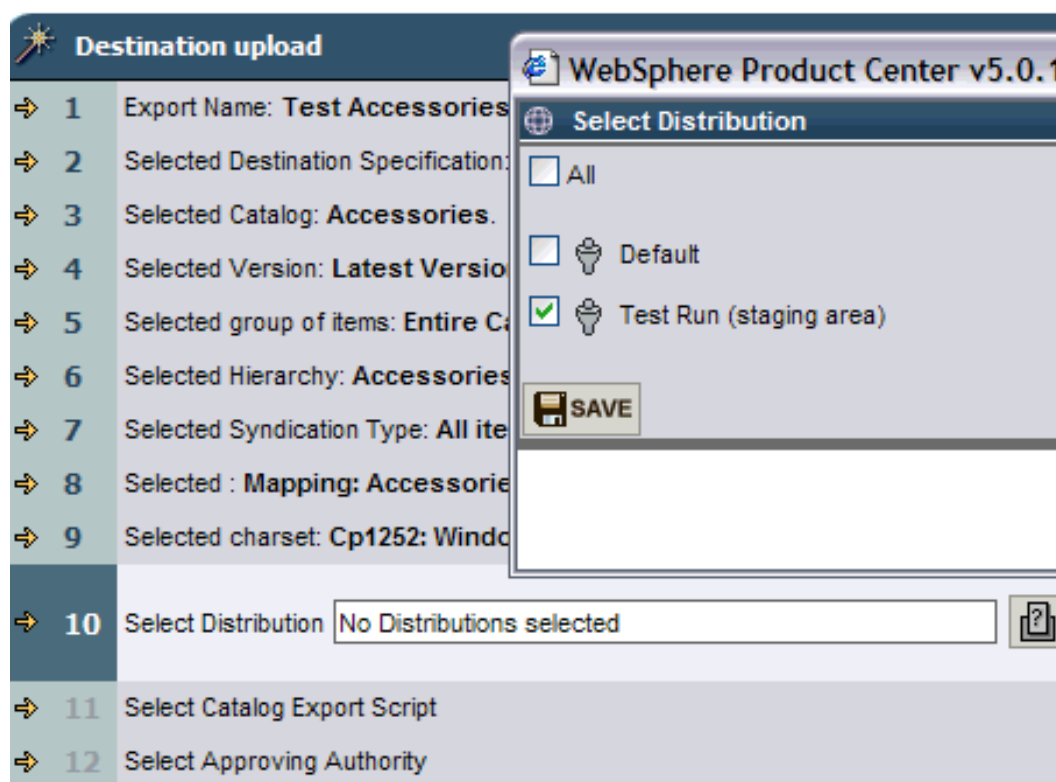 Destination upload
1 Export Name: Test Accessories
2 Selected Destination Specification:
3 Selected Catalog: Accessories.
4 Selected Version: Latest Versio
5 Selected group of items: Entire Ca
6 Selected Hierarchy: Accessories
7 Selected Syndication Type: All ite
8 Selected : Mapping: Accessorie
9 Selected charset: Cp1252: Windo
10 Select Distribution No Distributions selected
11 Select Catalog Export Script
12 Select Approving Authority
WebSphere Product Center v5.0.1
Select Distribution
All
Default
Test Run (staging area)
SAVE